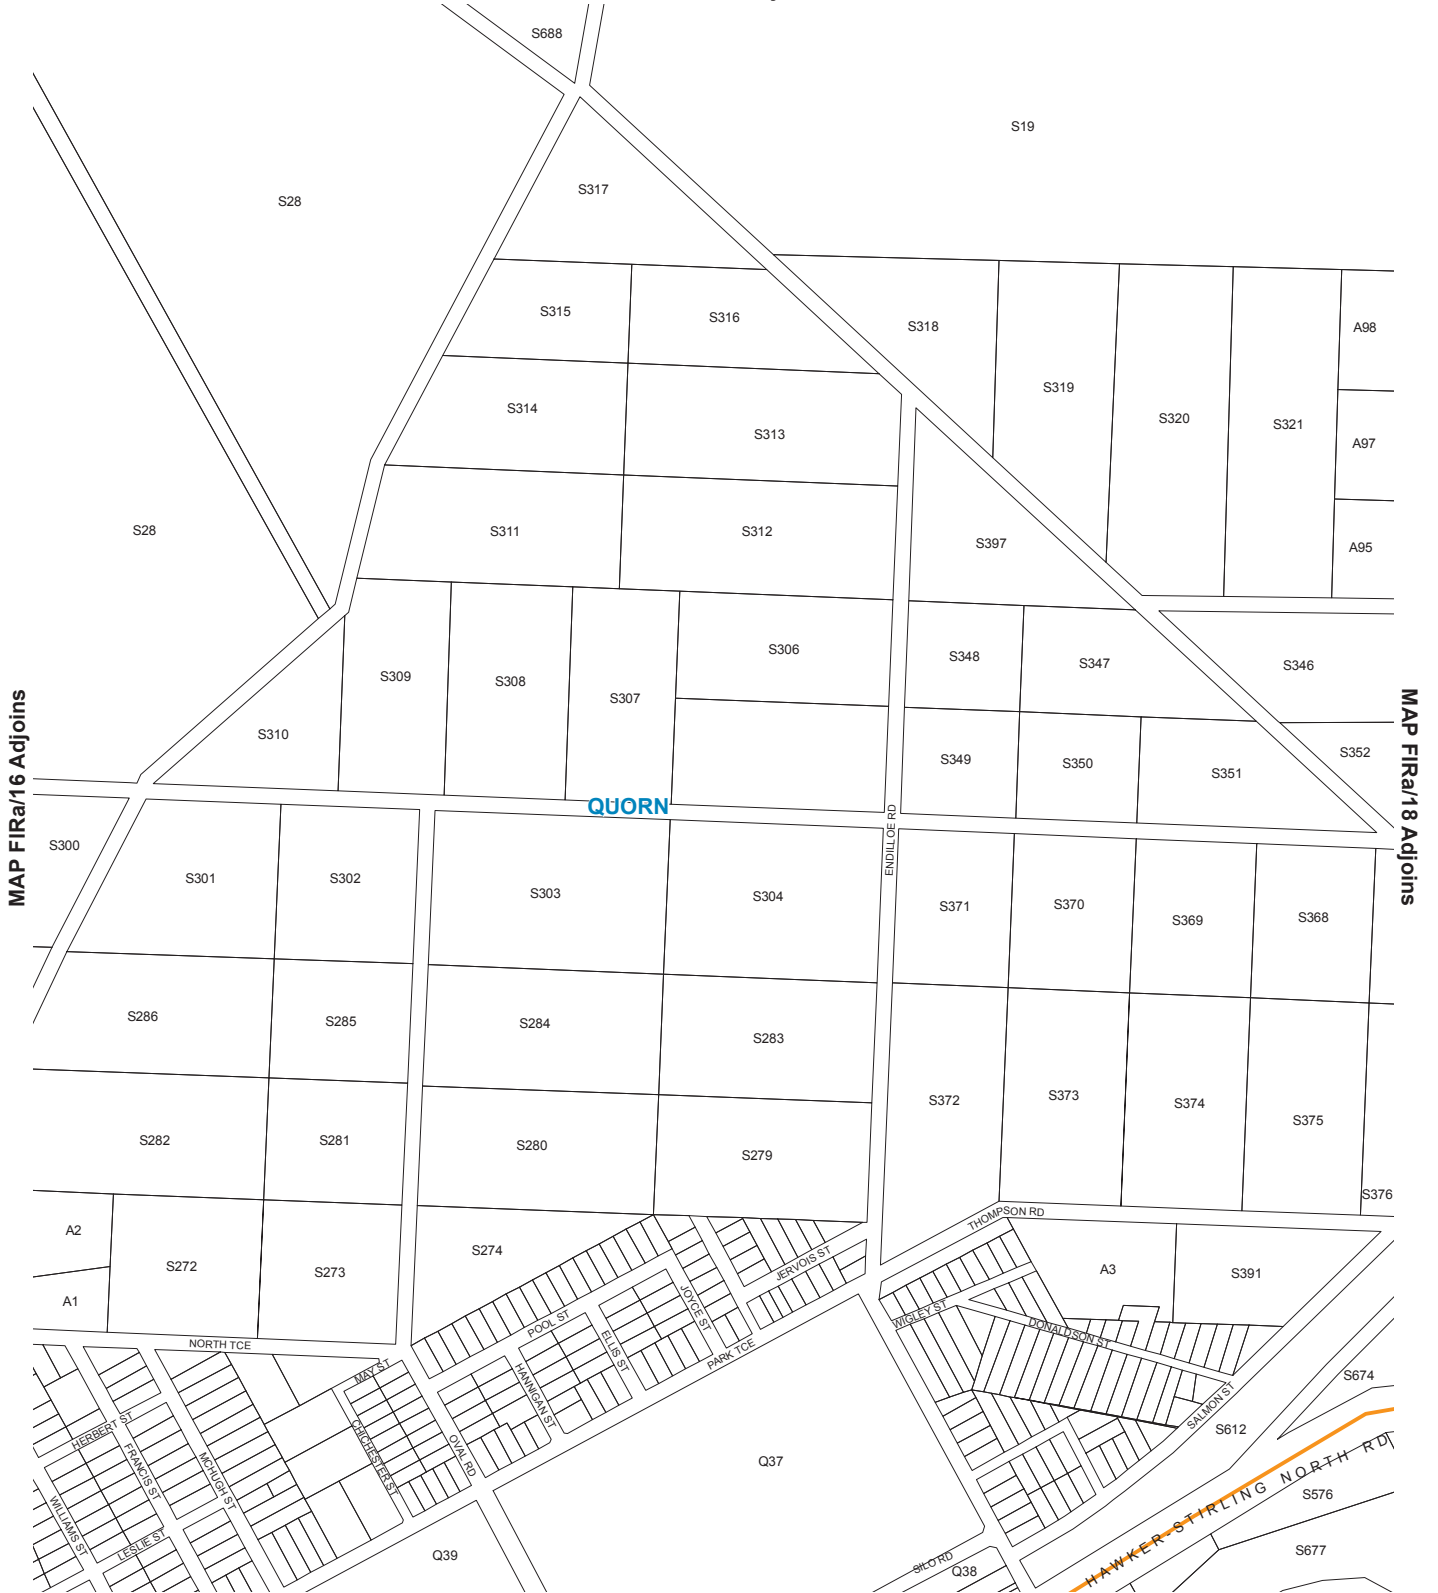 S688
S19
S28
S317
S315
S316
S318
A98
S319
S314
S320
S321
S313
A97
S28
S311
S312
S397
A95
S306
S348
S347
S346
S309
S308
S307
S310
S349
S350
S351
S352
MAP FIRa/16 Adjoins
MAP FIRa/18 Adjoins
QUORN
ENDILLOE RD
S300
S301
S302
S303
S304
S371
S370
S369
S368
S286
S285
S284
S283
S372
S373
S374
S375
S282
S281
S280
S279
S376
A2
S272
S273
S274
THOMPSON RD
A3
S391
A1
JERVOIS ST
JOYCE ST
POOL ST
WIGLEY ST
DONALDSON ST
NORTH TCE
ELLIS ST
PARK TCE
MAY ST
HANNIGAN ST
S674
SALMON ST
HERBERT ST
FRANCIS ST
MCHUGH ST
CHICHESTER ST
OVAL RD
S612
Q37
HAWKER-STIRLING NORTH RD
S576
WILLIAMS ST
LESLIE ST
Q39
SILO RD
Q38
S677